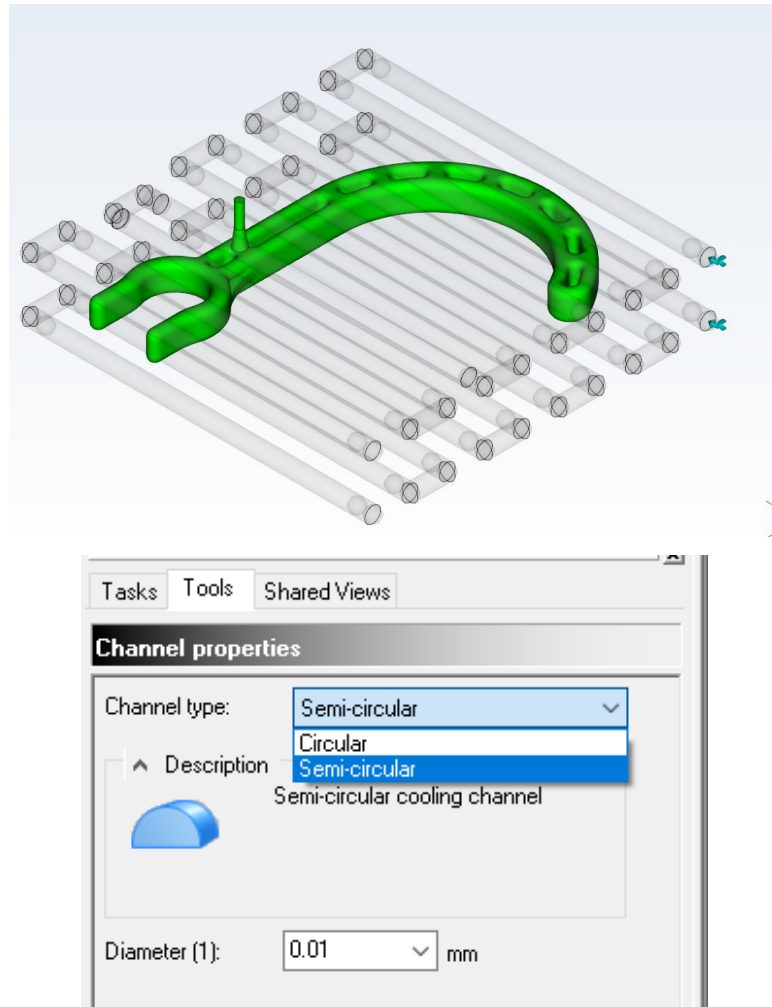 Tasks Tools Shared Views
Channel properties
Channel type: Semi-circular
Circular
Semi-circular
Description
Semi-circular cooling channel
Diameter (1): 0.01 mm